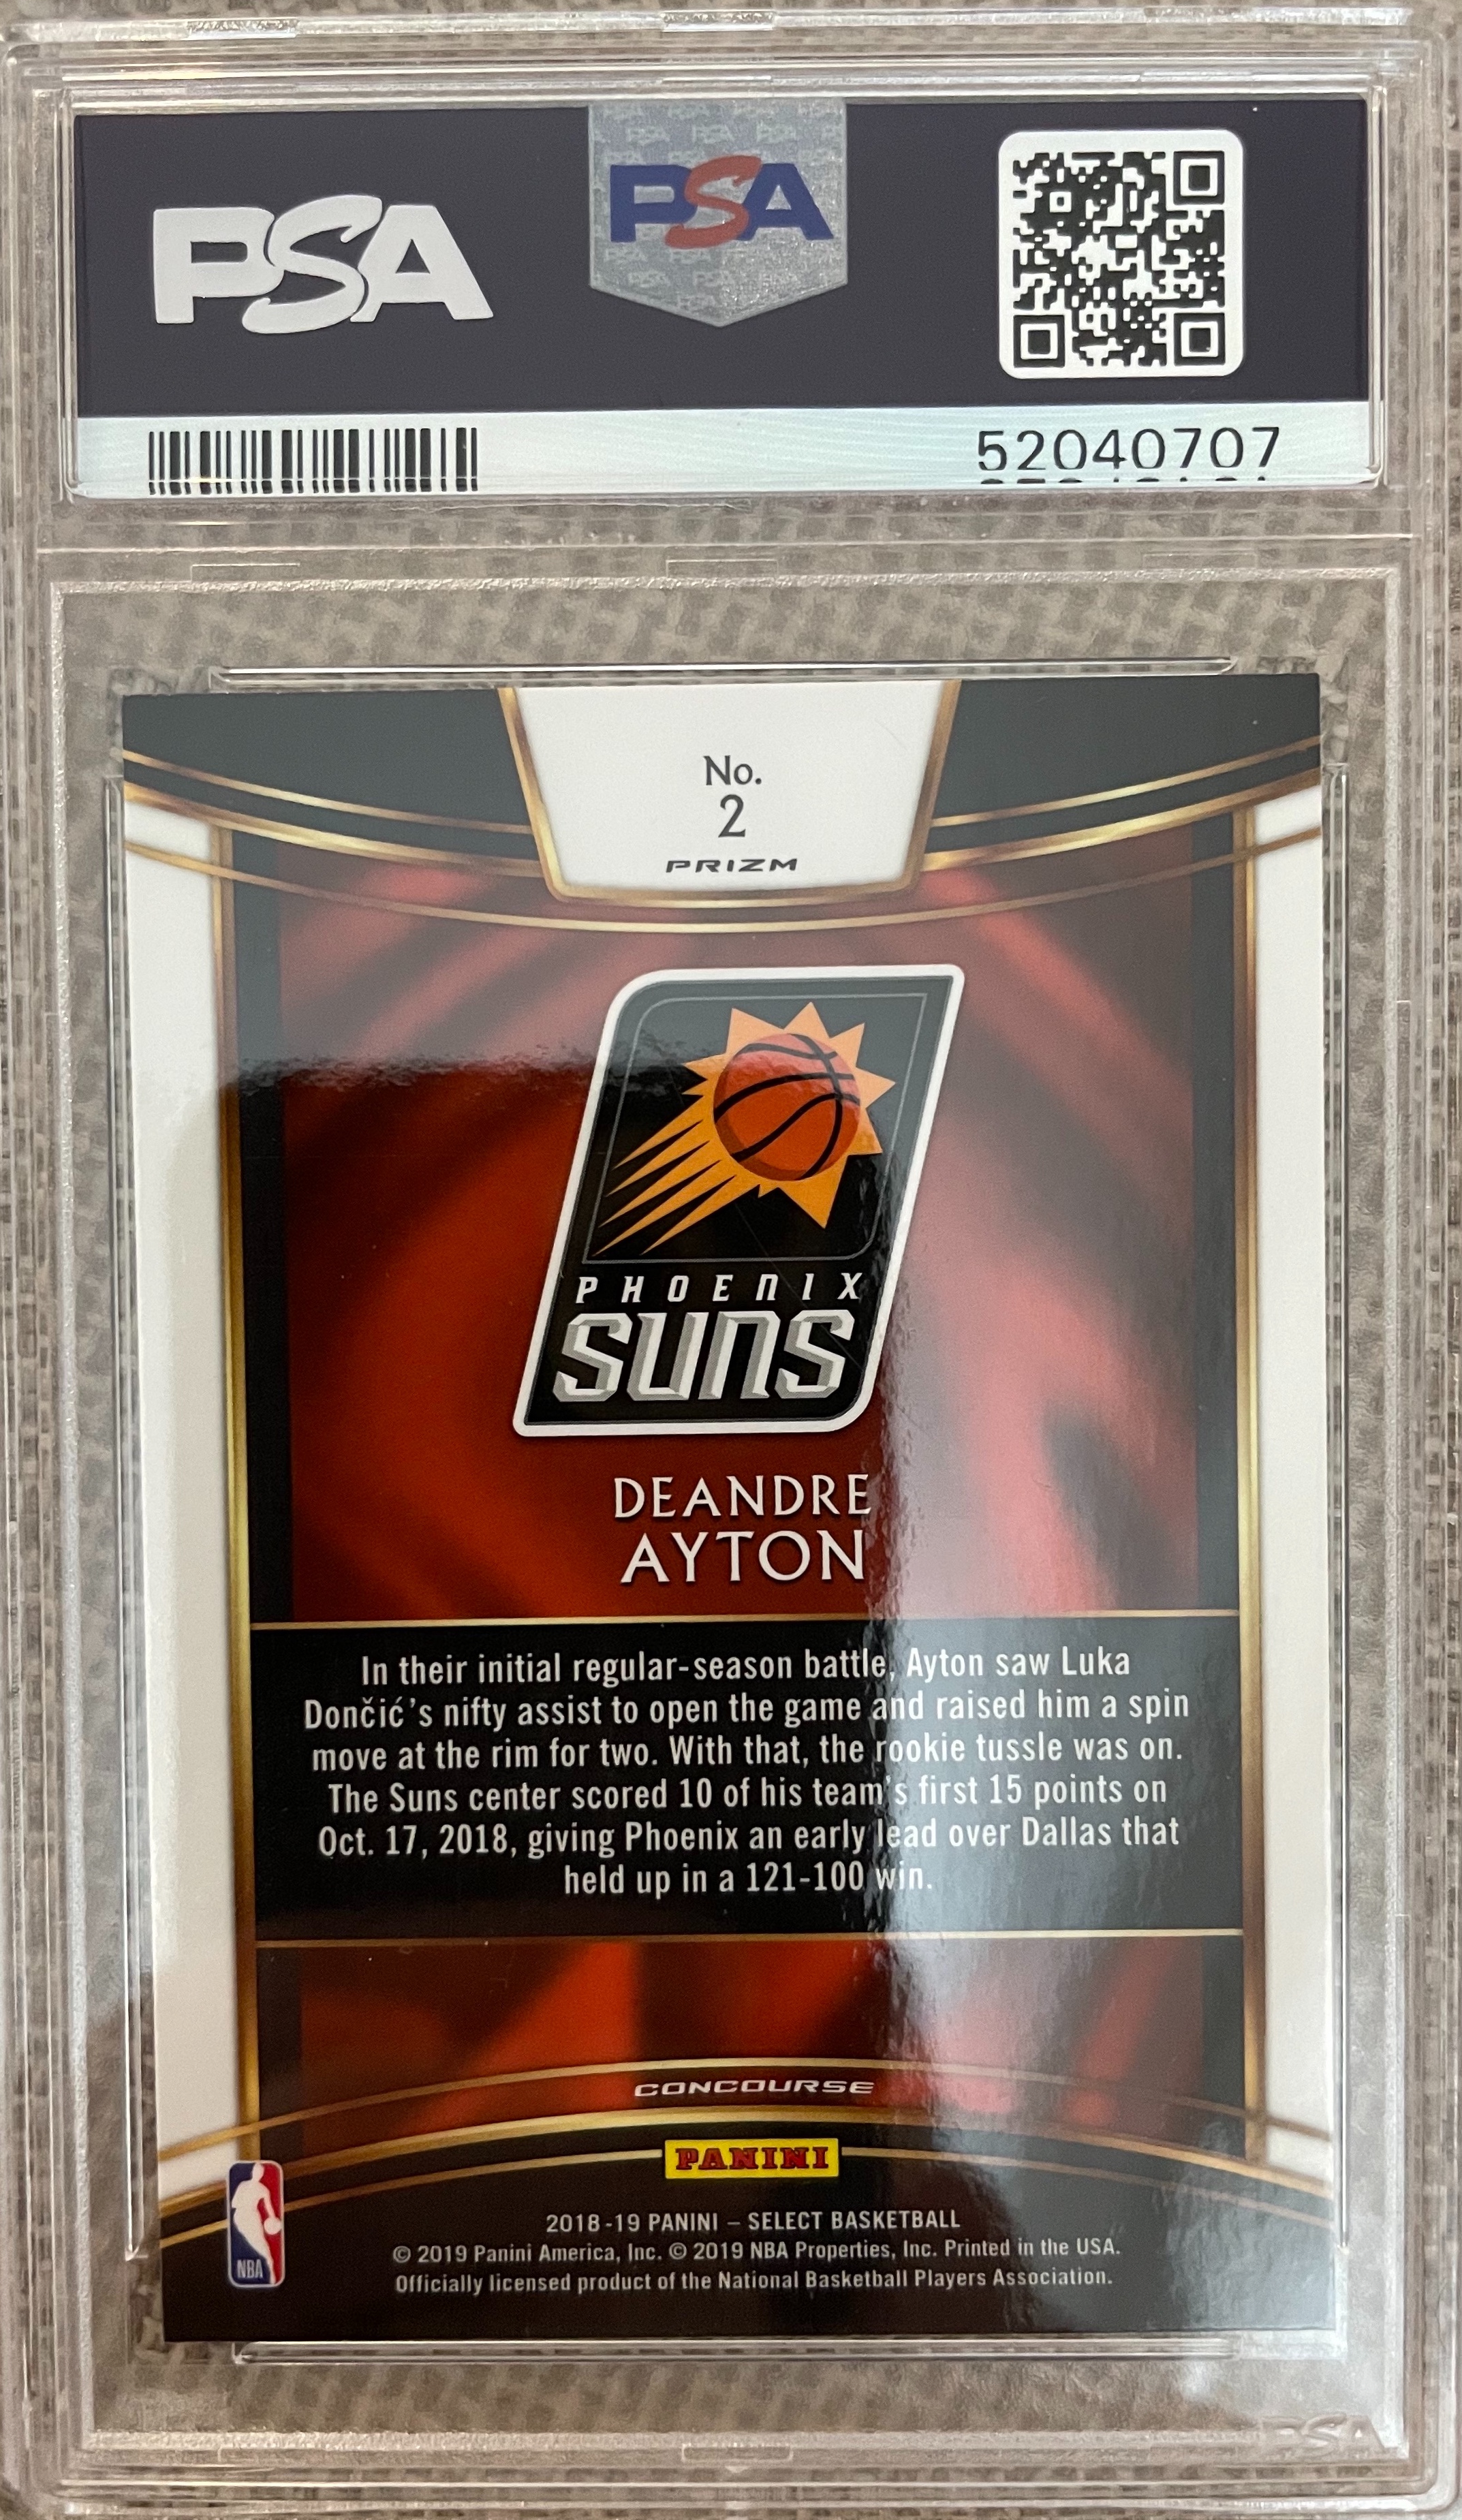 PSA
PSA
52040707
No.
2
PRIZM
PHOENIX
SUNS
DEANDRE
AYTON
In their initial regular-season battle, Ayton saw Luka
Dončić's nifty assist to open the game and raised him a spin
move at the rim for two. With that, the rookie tussle was on.
The Suns center scored 10 of his team's first 15 points on
Oct. 17, 2018, giving Phoenix an early lead over Dallas that
held up in a 121-100 win.
CONCOURSE
PANINI
NBA
2018-19 PANINI – SELECT BASKETBALL
© 2019 Panini America, Inc. © 2019 NBA Properties, Inc. Printed in the USA.
Officially licensed product of the National Basketball Players Association.
PSA